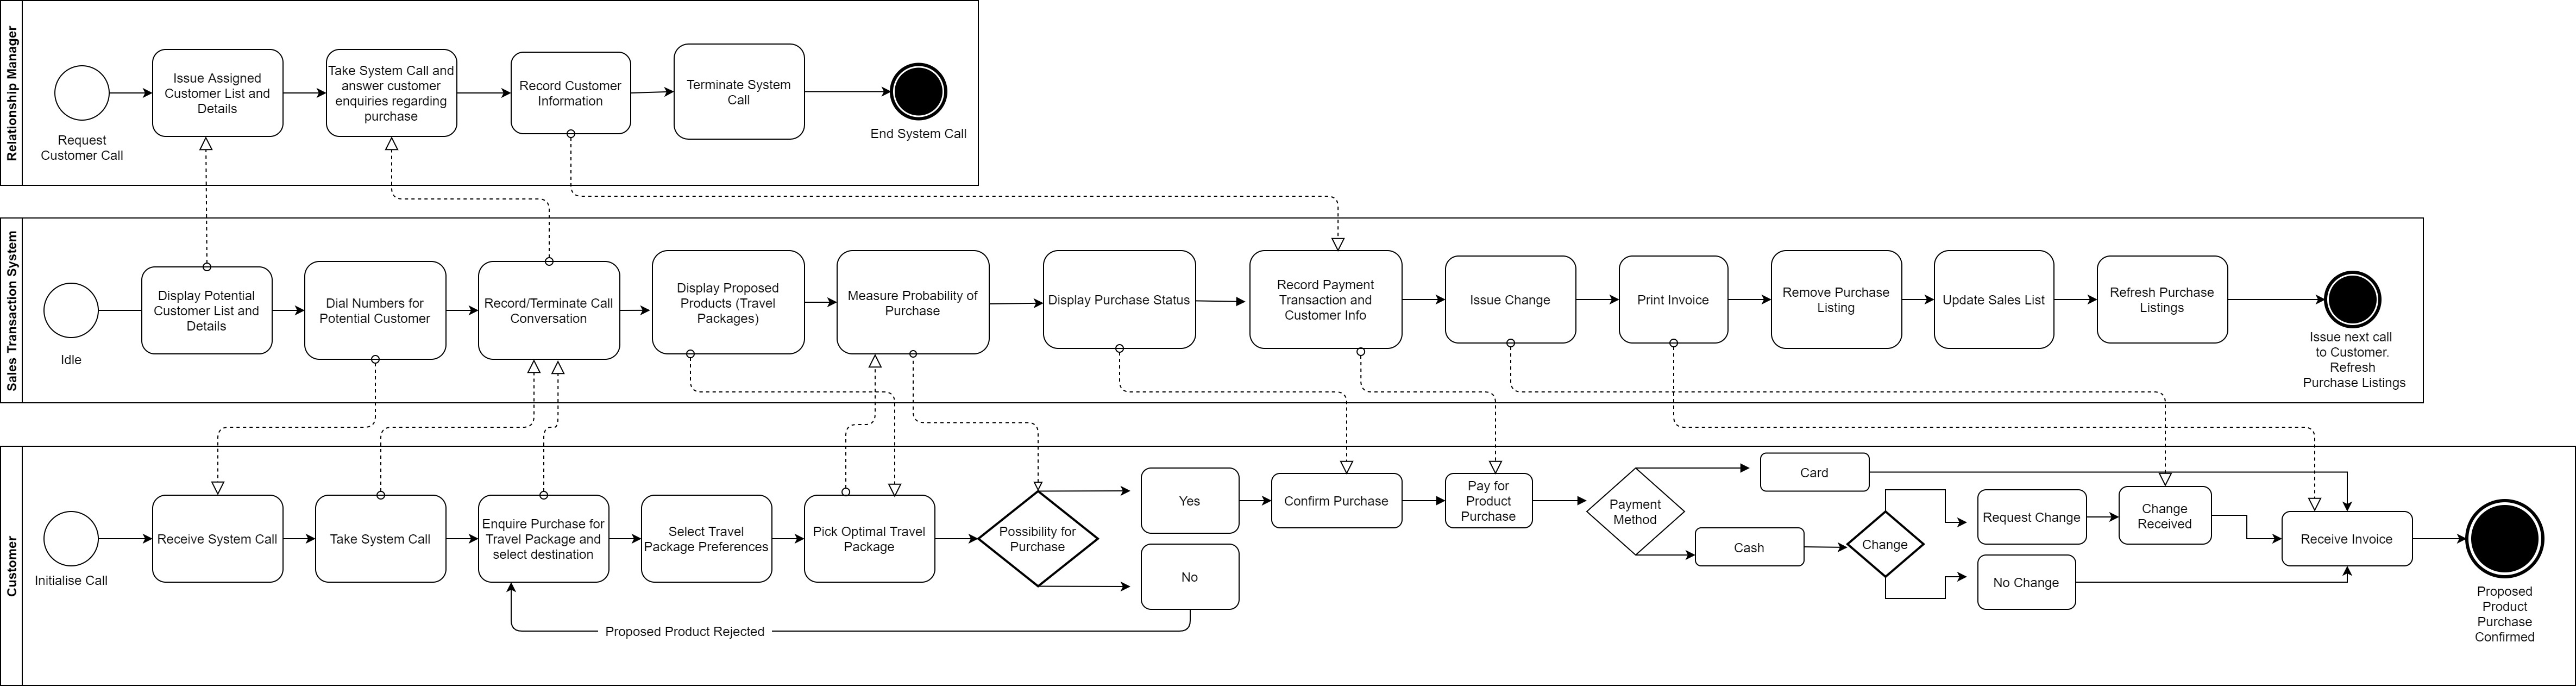 Relationship Manager
Request
Customer Call
Issue Assigned
Customer List and
Details
Take System Call and
answer customer
enquiries regarding
purchase
Record Customer
Information
Terminate System
Call
End System Call
Sales Transaction System
Idle
Display Potential
Customer List and
Details
Dial Numbers for
Potential Customer
Record/Terminate Call
Conversation
Display Proposed
Products (Travel
Packages)
Measure Probability of
Purchase
Display Purchase Status
Record Payment
Transaction and
Customer Info
Issue Change
Print Invoice
Remove Purchase
Listing
Update Sales List
Refresh Purchase
Listings
Issue next call
to Customer.
Refresh
Purchase Listings
Customer
Initialise Call
Receive System Call
Take System Call
Enquire Purchase for
Travel Package and
select destination
Select Travel
Package Preferences
Pick Optimal Travel
Package
Possibility for
Purchase
Yes
No
Proposed Product Rejected
Confirm Purchase
Pay for
Product
Purchase
Payment
Method
Card
Cash
Change
Request Change
No Change
Change
Received
Receive Invoice
Proposed
Product
Purchase
Confirmed